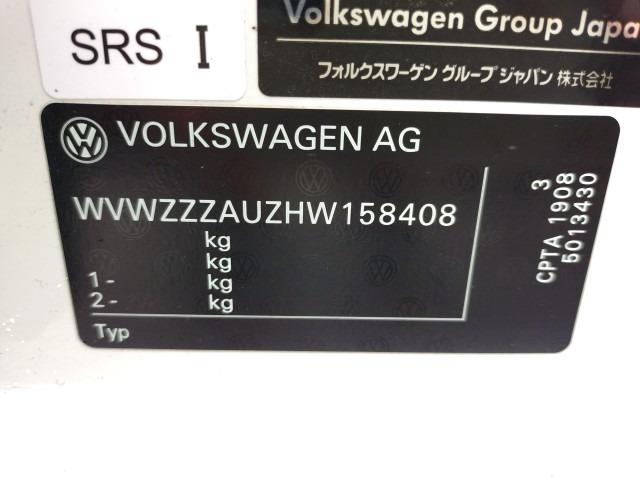 SRS I
Volkswagen Group Japa
フォルクスワーゲン グループ ジャパン 株式会社
VOLKSWAGEN AG
WVWZZZAUZHW158408
kg
kg
1- kg
2- kg
Typ
3
CPTA 1908
5013430